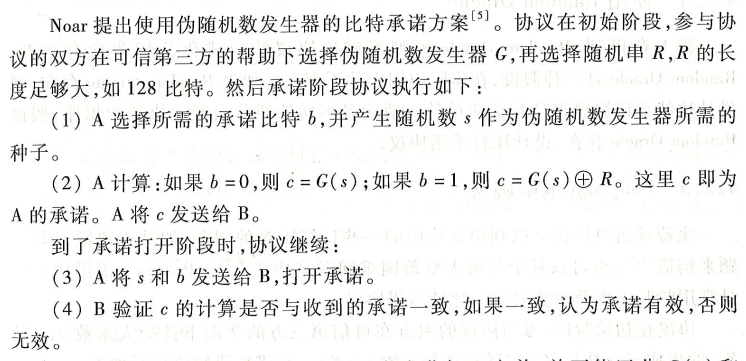 Noar 提出使用伪随机数发生器的比特承诺方案[5]。协议在初始阶段,参与协
议的双方在可信第三方的帮助下选择伪随机数发生器 G,再选择随机串 R,R 的长
度足够大,如 128 比特。然后承诺阶段协议执行如下:
(1) A 选择所需的承诺比特 b,并产生随机数 s 作为伪随机数发生器所需的
种子。
(2) A 计算:如果 b=0,则 c=G(s);如果 b=1,则 c=G(s)⊕R。这里 c 即为
A 的承诺。A 将 c 发送给 B。
到了承诺打开阶段时,协议继续:
(3) A 将 s 和 b 发送给 B,打开承诺。
(4) B 验证 c 的计算是否与收到的承诺一致,如果一致,认为承诺有效,否则
无效。